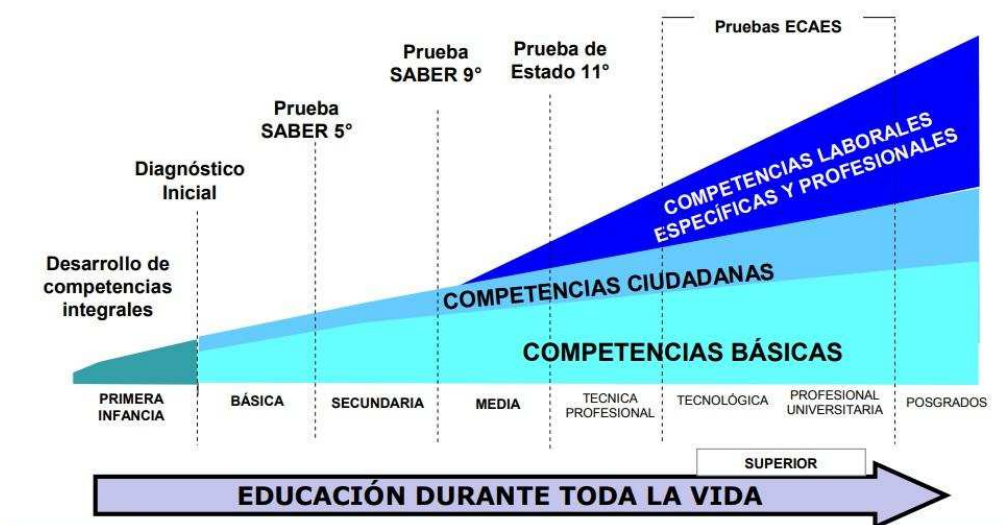 Pruebas ECAES
Prueba de
Estado 11°
Prueba
SABER 9°
Prueba
SABER 5°
Diagnóstico
Inicial
Desarrollo de
competencias
integrales
COMPETENCIAS LABORALES
ESPECÍFICAS Y PROFESIONALES
COMPETENCIAS CIUDADANAS
COMPETENCIAS BÁSICAS
PRIMERA
INFANCIA
BÁSICA
SECUNDARIA
MEDIA
TECNICA
PROFESIONAL
TECNOLÓGICA
PROFESIONAL
UNIVERSITARIA
POSGRADOS
SUPERIOR
EDUCACIÓN DURANTE TODA LA VIDA